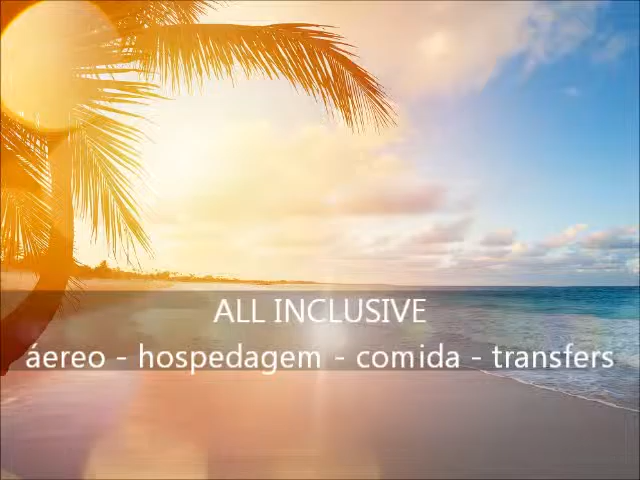 ALL INCLUSIVE
áereo - hospedagem - comida - transfers